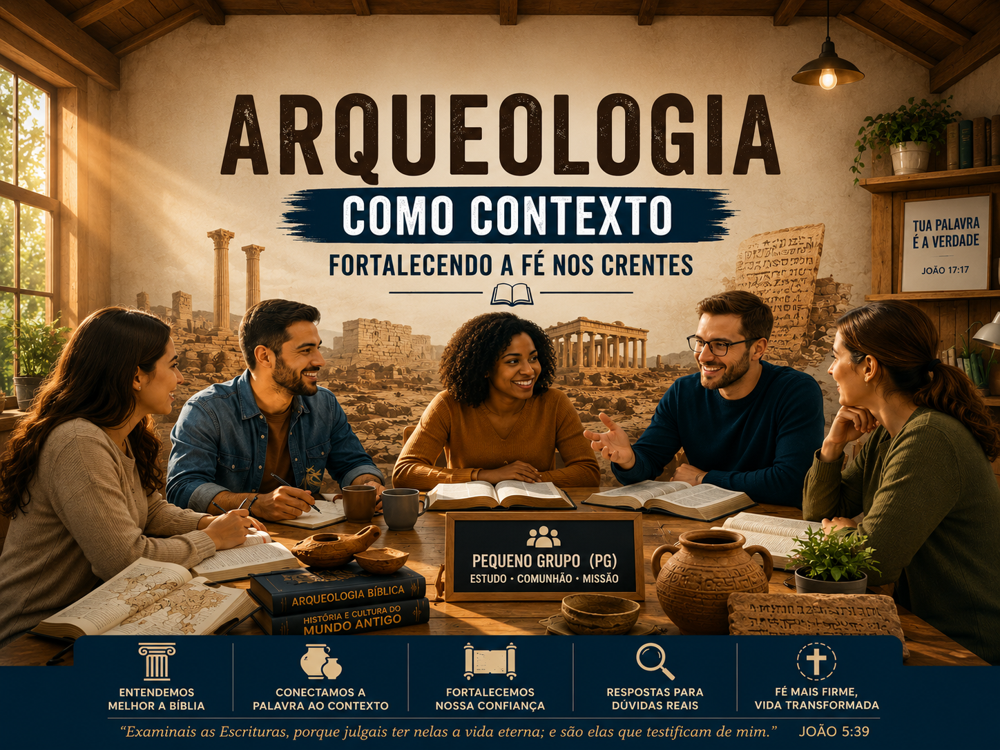 ARQUEOLOGIA
COMO CONTEXTO
FORTALECENDO A FÉ NOS CRENTES
TUA PALAVRA
É A VERDADE
JOÃO 17:17
PEQUENO GRUPO (PG)
ESTUDO • COMUNHÃO • MISSÃO
ARQUEOLOGIA BÍBLICA
HISTÓRIA E CULTURA DO
MUNDO ANTIGO
ENTENDEMOS
MELHOR A BÍBLIA
CONECTAMOS A
PALAVRA AO CONTEXTO
FORTALECEMOS
NOSSA CONFIANÇA
RESPOSTAS PARA
DÚVIDAS REAIS
FÉ MAIS FIRME,
VIDA TRANSFORMADA
“Examinais as Escrituras, porque julgais ter nelas a vida eterna; e são elas que testificam de mim.” JOÃO 5:39